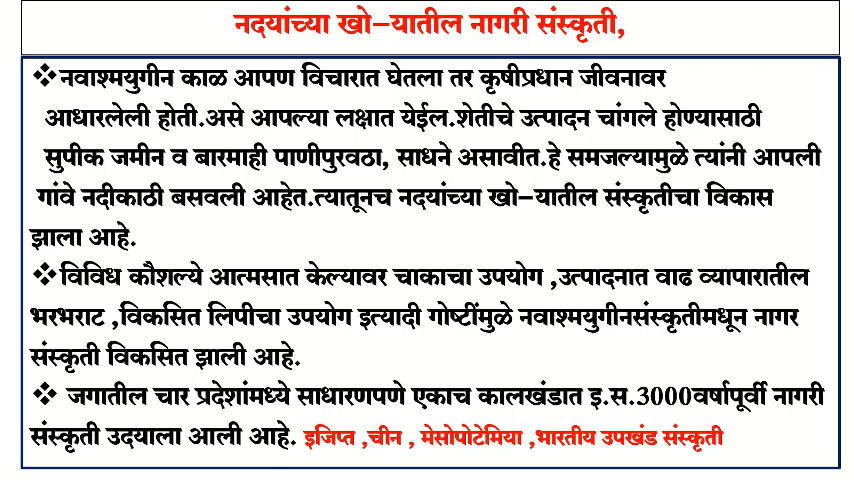 नदयांच्या खो-यातील नागरी संस्कृती,
❖नवाश्मयुगीन काळ आपण विचारात घेतला तर कृषीप्रधान जीवनावर
आधारलेली होती.असे आपल्या लक्षात येईल.शेतीचे उत्पादन चांगले होण्यासाठी
सुपीक जमीन व बारमाही पाणीपुरवठा, साधने असावीत.हे समजल्यामुळे त्यांनी आपली
गांवे नदीकाठी बसवली आहेत.त्यातूनच नदयांच्या खो-यातील संस्कृतीचा विकास
झाला आहे.
❖विविध कौशल्ये आत्मसात केल्यावर चाकाचा उपयोग ,उत्पादनात वाढ व्यापारातील
भरभराट ,विकसित लिपीचा उपयोग इत्यादी गोष्टींमुळे नवाश्मयुगीनसंस्कृतीमधून नागर
संस्कृती विकसित झाली आहे.
❖ जगातील चार प्रदेशांमध्ये साधारणपणे एकाच कालखंडात इ.स.3000वर्षापूर्वी नागरी
संस्कृती उदयाला आली आहे. इजिप्त ,चीन , मेसोपोटेमिया ,भारतीय उपखंड संस्कृती